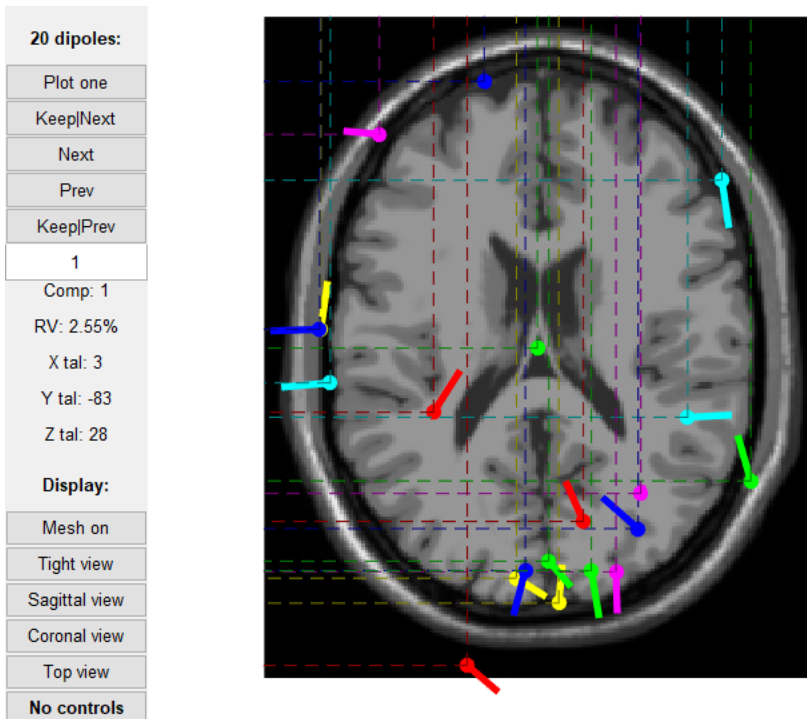 20 dipoles:
Plot one
Keep|Next
Next
Prev
Keep|Prev
1
Comp: 1
RV: 2.55%
X tal: 3
Y tal: -83
Z tal: 28
Display:
Mesh on
Tight view
Sagittal view
Coronal view
Top view
No controls